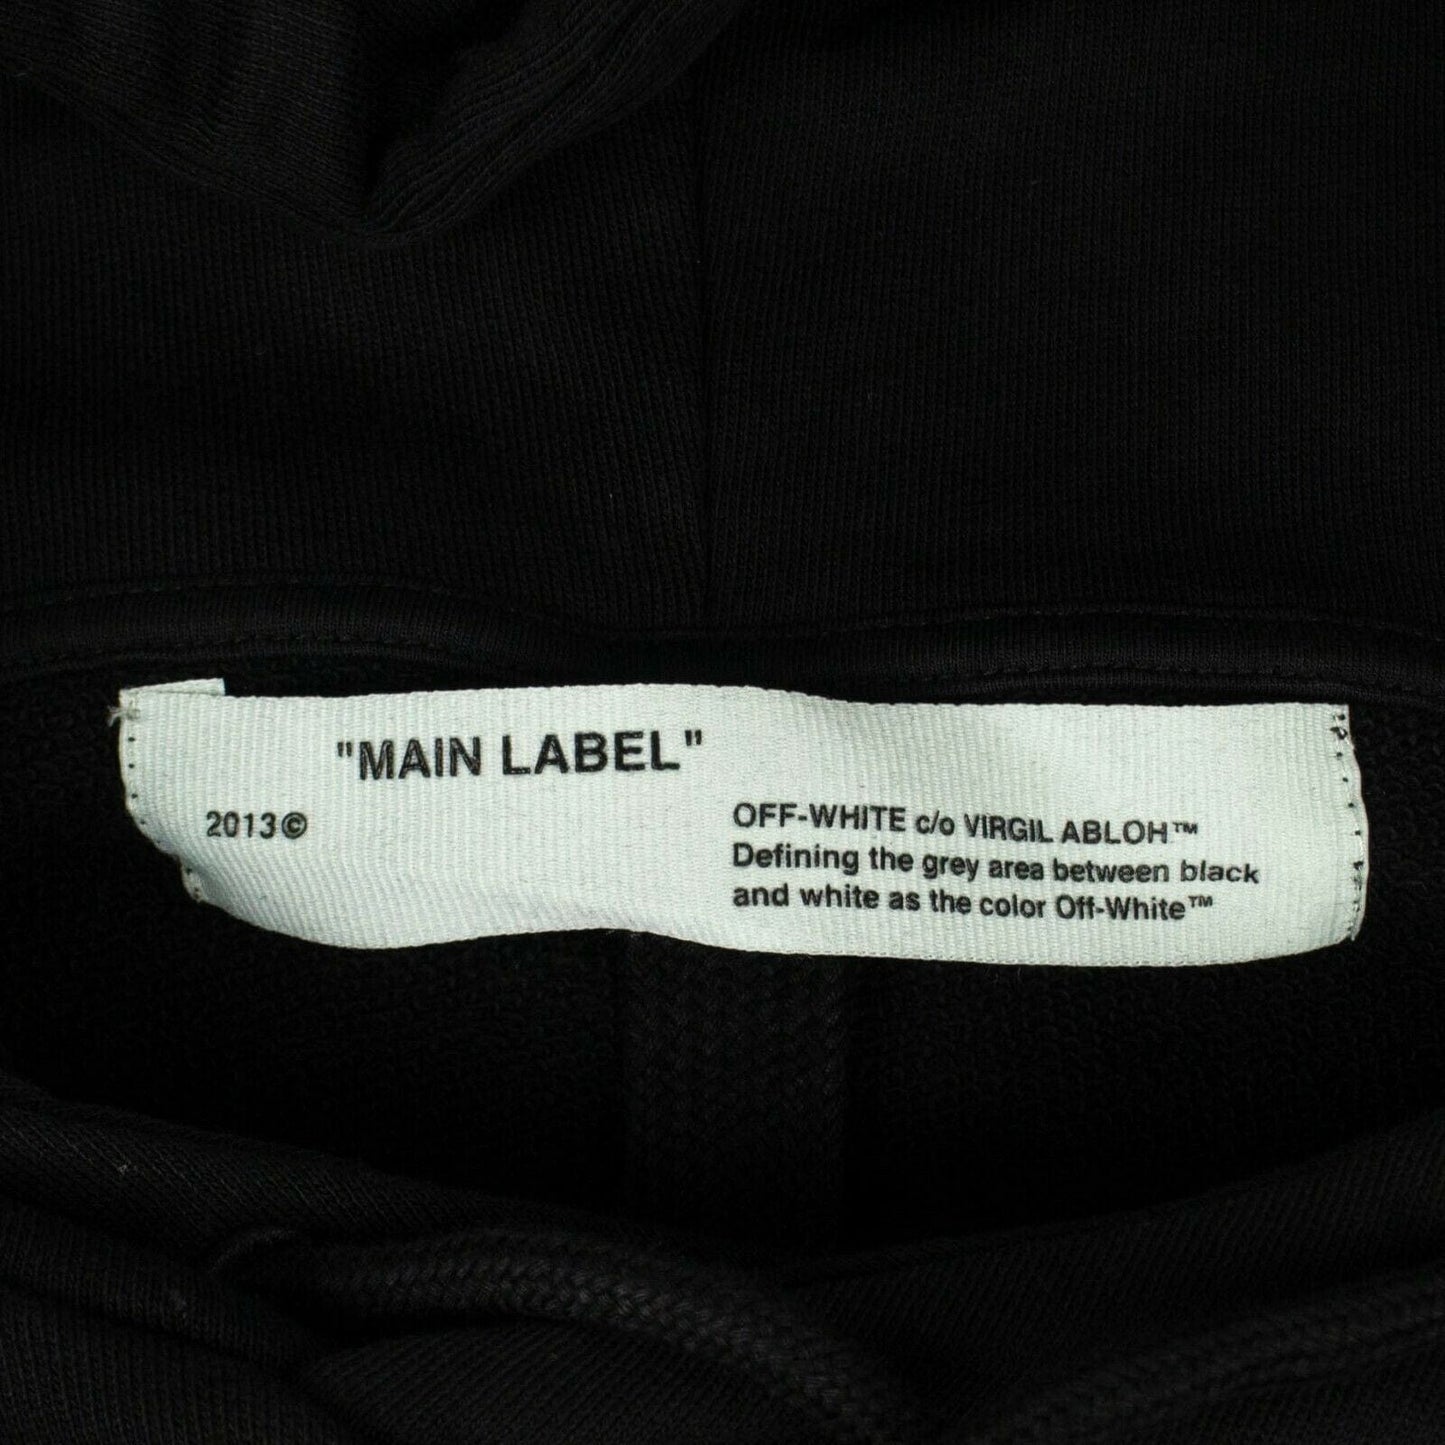 "MAIN LABEL"
2013©
OFF-WHITE c/o VIRGIL ABLOH™
Defining the grey area between black
and white as the color Off-White™